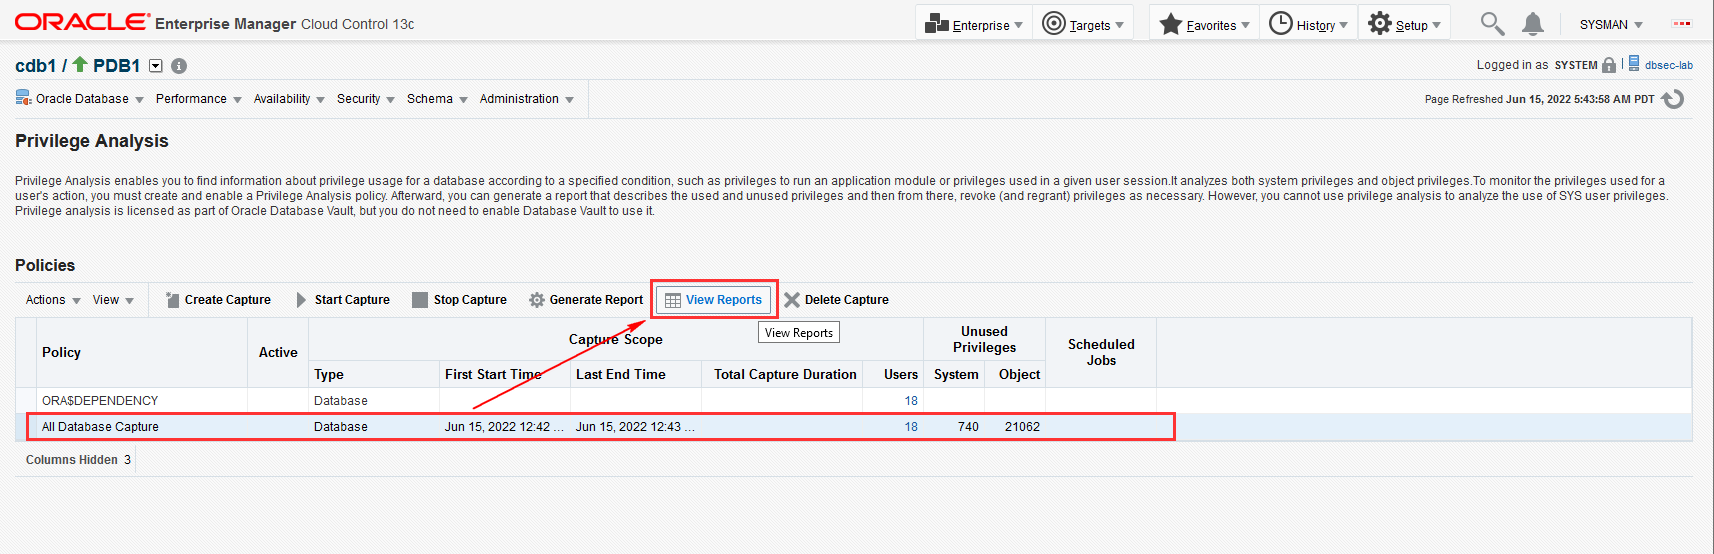 ORACLE Enterprise Manager Cloud Control 13c
Enterprise Targets Favorites History Setup SYSMAN
cdb1 / PDB1
Logged in as SYSTEM dbsec-lab
Oracle Database Performance Availability Security Schema Administration
Page Refreshed Jun 15, 2022 5:43:58 AM PDT
Privilege Analysis
Privilege Analysis enables you to find information about privilege usage for a database according to a specified condition, such as privileges to run an application module or privileges used in a given user session.It analyzes both system privileges and object privileges.To monitor the privileges used for a
user's action, you must create and enable a Privilege Analysis policy. Afterward, you can generate a report that describes the used and unused privileges and then from there, revoke (and regrant) privileges as necessary. However, you cannot use privilege analysis to analyze the use of SYS user privileges.
Privilege analysis is licensed as part of Oracle Database Vault, but you do not need to enable Database Vault to use it.
Policies
Actions View Create Capture Start Capture Stop Capture Generate Report View Reports Delete Capture
View Reports
Policy Active Capture Scope Unused Privileges Scheduled Jobs
Type First Start Time Last End Time Total Capture Duration Users System Object
ORA$DEPENDENCY Database 18
All Database Capture Database Jun 15, 2022 12:42 ... Jun 15, 2022 12:43 ... 18 740 21062
Columns Hidden 3